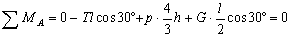 ∑ M_A = 0 − Tl cos 30° + p · 4/3 h + G · l/2 cos 30° = 0